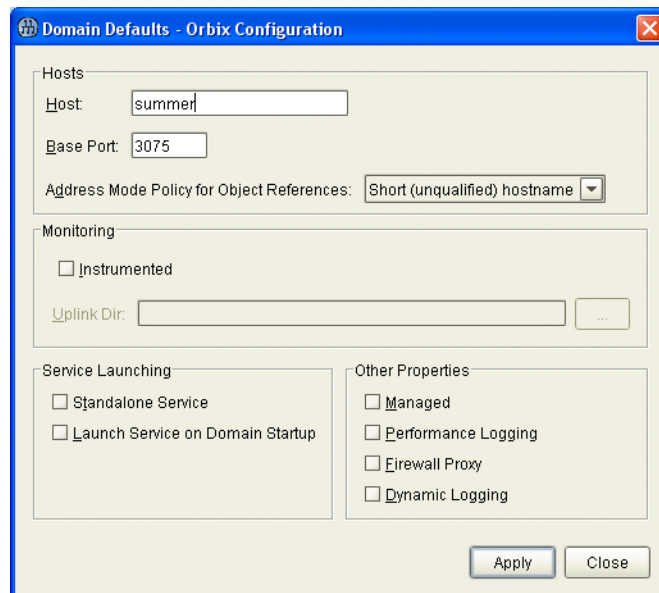 Domain Defaults - Orbix Configuration
Hosts
Host: summer
Base Port: 3075
Address Mode Policy for Object References: Short (unqualified) hostname
Monitoring
Instrumented
Uplink Dir: ...
Service Launching
Standalone Service
Launch Service on Domain Startup
Other Properties
Managed
Performance Logging
Firewall Proxy
Dynamic Logging
Apply Close